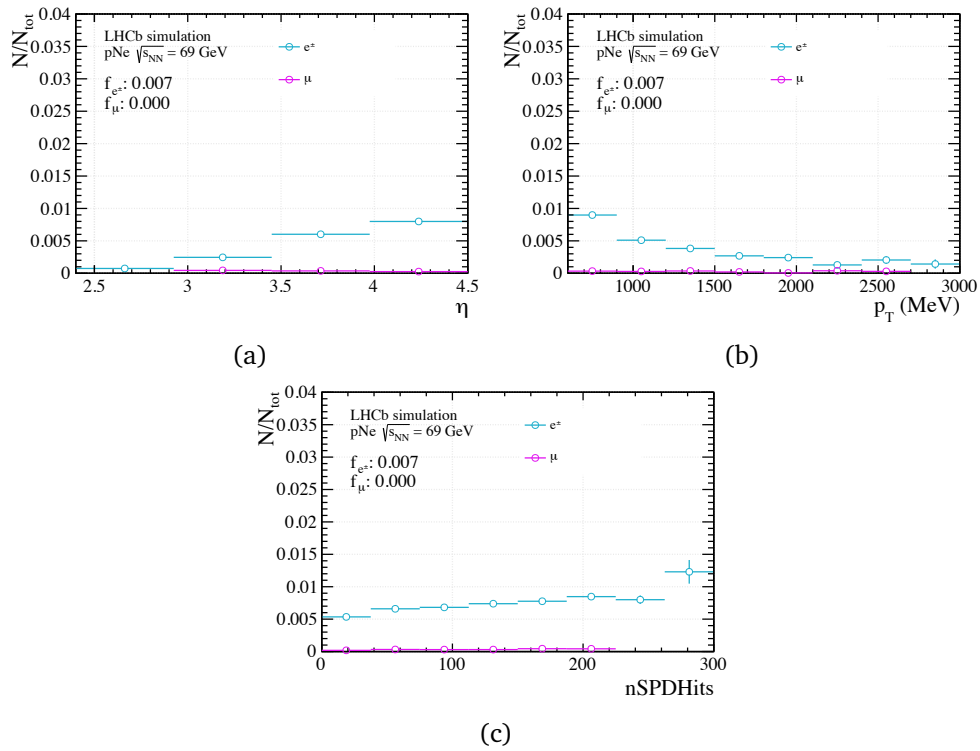 N/N_tot
0.04
0.035
0.03
0.025
0.02
0.015
0.01
0.005
0
LHCb simulation
pNe √s_NN = 69 GeV
f_e±: 0.007
f_μ: 0.000
e±
μ
2.5 3 3.5 4 4.5
η
(a)
N/N_tot
0.04
0.035
0.03
0.025
0.02
0.015
0.01
0.005
0
LHCb simulation
pNe √s_NN = 69 GeV
f_e±: 0.007
f_μ: 0.000
e±
μ
1000 1500 2000 2500 3000
p_T (MeV)
(b)
N/N_tot
0.04
0.035
0.03
0.025
0.02
0.015
0.01
0.005
0
LHCb simulation
pNe √s_NN = 69 GeV
f_e±: 0.007
f_μ: 0.000
e±
μ
0 100 200 300
nSPDHits
(c)